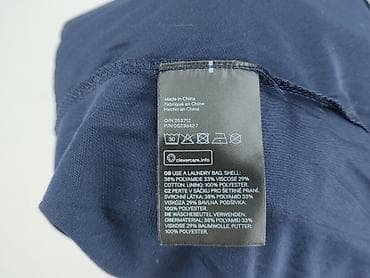 Made in China
Fabriqué en Chine
Hecho en China
O/N 253712
P/N 05236427
30
clevercare.info
GB USE A LAUNDRY BAG. SHELL:
38% POLYAMIDE 33% VISCOSE 29%
COTTON. LINING: 100% POLYESTER.
CZ PERTE V SÁČKU PRO ŠETRNÉ PRANÍ.
SVRCHNÍ LÁTKA: 38% POLYAMID 33%
VISKÓZA 29% BAVLNA. PODŠÍVKA:
100% POLYESTER.
DE WÄSCHEBEUTEL VERWENDEN.
OBERMATERIAL: 38% POLYAMID 33%
VISKOSE 29% BAUMWOLLE. FUTTER:
100% POLYESTER.